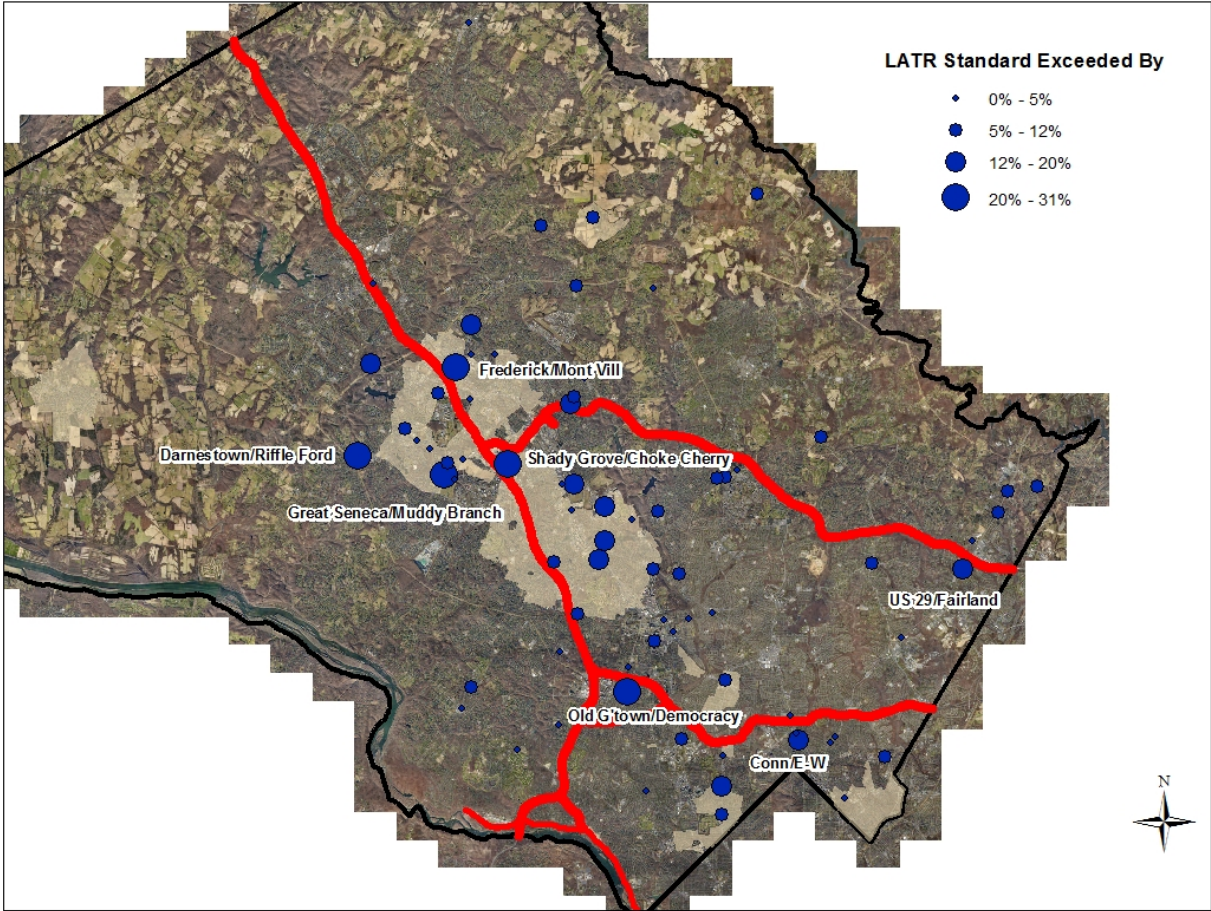 LATR Standard Exceeded By
0% - 5%
5% - 12%
12% - 20%
20% - 31%
Frederick/Mont Vill
Darnestown/Riffle Ford
Shady Grove/Choke Cherry
Great Seneca/Muddy Branch
US 29/Fairland
Old G'town/Democracy
Conn/E-W
N